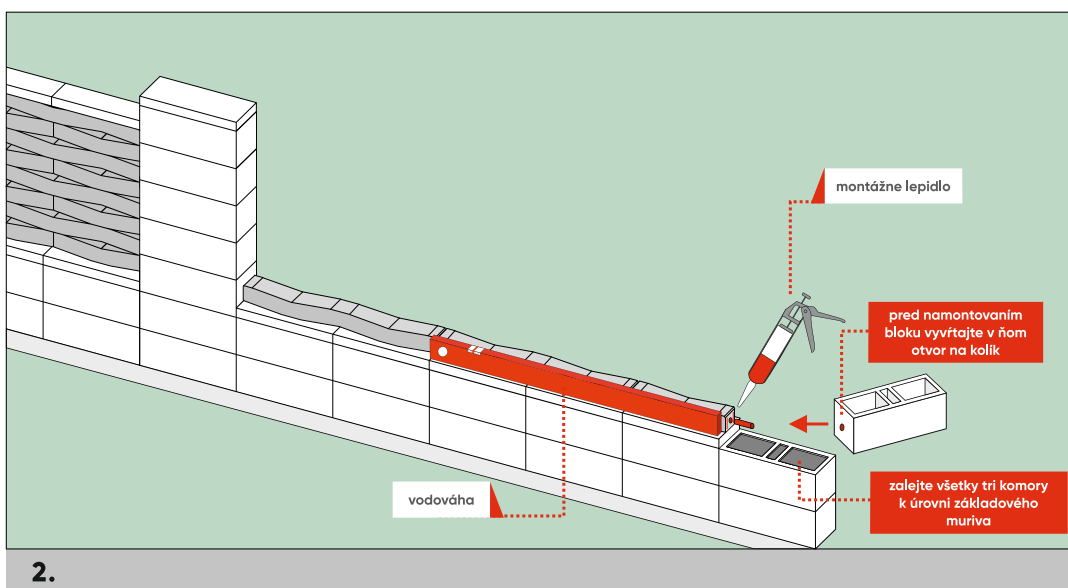 montážne lepidlo
pred namontovaním
bloku vyvŕtajte v ňom
otvor na kolík
vodováha
zalejte všetky tri komory
k úrovni základového
muriva
2.